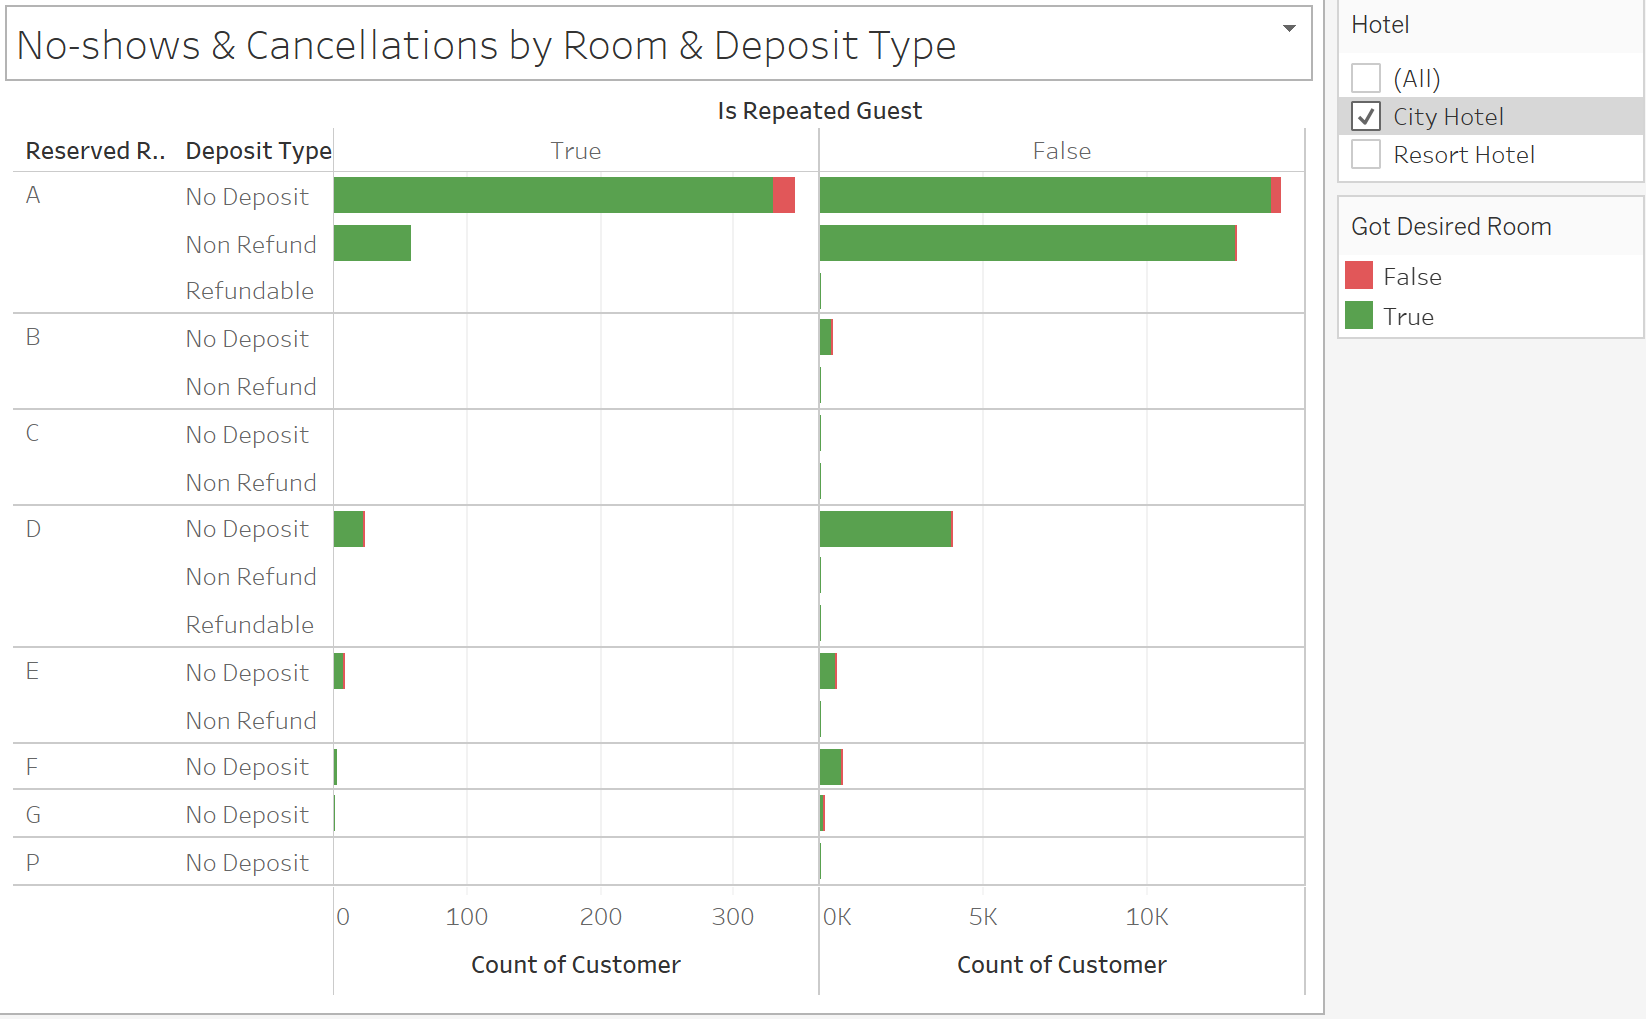 No-shows & Cancellations by Room & Deposit Type
Is Repeated Guest
Reserved R.. Deposit Type True False
A No Deposit
Non Refund
Refundable
B No Deposit
Non Refund
C No Deposit
Non Refund
D No Deposit
Non Refund
Refundable
E No Deposit
Non Refund
F No Deposit
G No Deposit
P No Deposit
0 100 200 300 0K 5K 10K
Count of Customer Count of Customer
Hotel
(All)
City Hotel
Resort Hotel
Got Desired Room
False
True